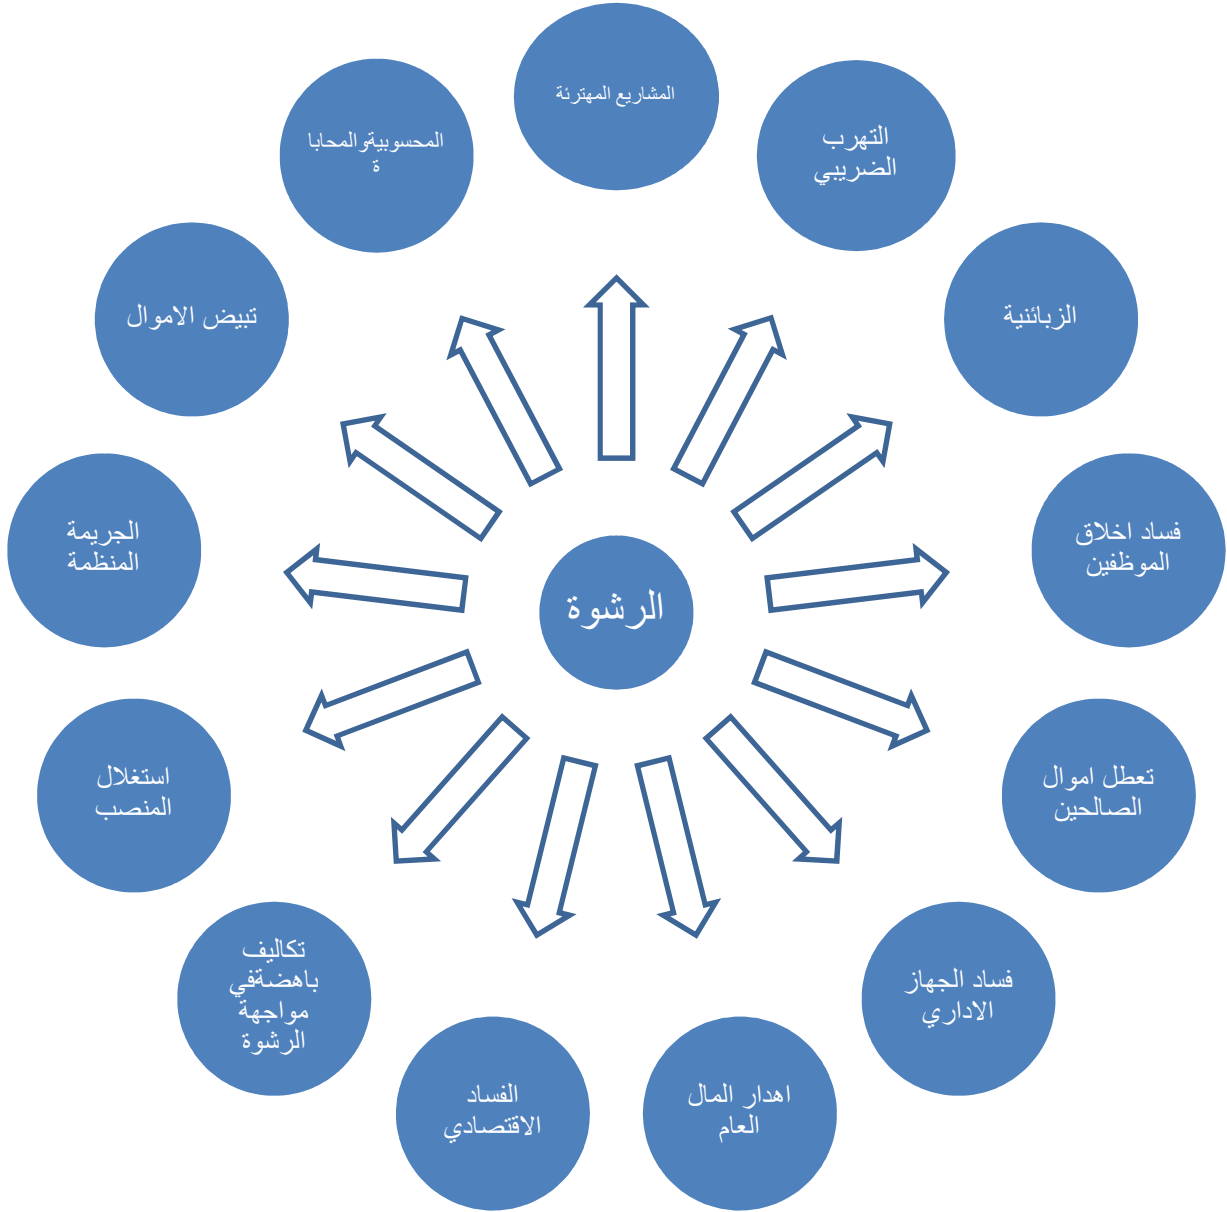 المشاريع المهترئة
التهرب
الضريبي
الزبائنية
فساد اخلاق
الموظفين
تعطل اموال
الصالحين
فساد الجهاز
الاداري
اهدار المال
العام
الفساد
الاقتصادي
تكاليف
باهضةفي
مواجهة
الرشوة
استغلال
المنصب
الجريمة
المنظمة
تبيض الاموال
المحسوبيةوالمحابا
ة
الرشوة